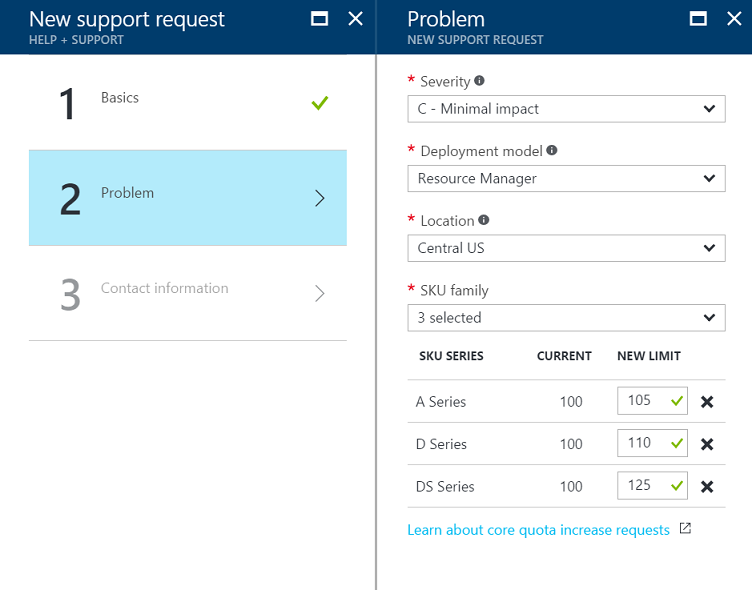 New support request
HELP + SUPPORT
1 Basics
2 Problem
3 Contact information
Problem
NEW SUPPORT REQUEST
* Severity
C - Minimal impact
* Deployment model
Resource Manager
* Location
Central US
* SKU family
3 selected
SKU SERIES CURRENT NEW LIMIT
A Series 100 105
D Series 100 110
DS Series 100 125
Learn about core quota increase requests